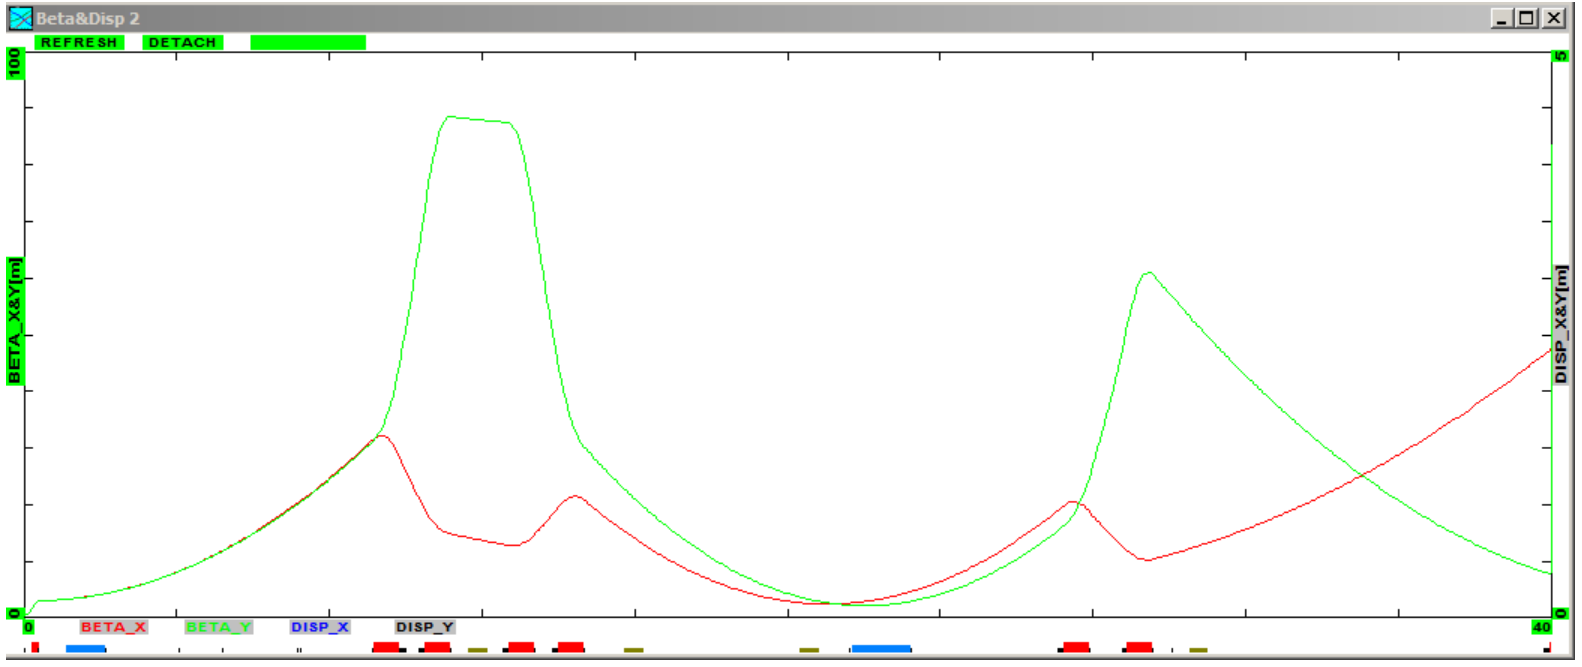 Beta&Disp 2
REFRESH DETACH
100
5
BETA_X&Y[m]
DISP_X&Y[m]
0
0
0 BETA_X BETA_Y DISP_X DISP_Y 40